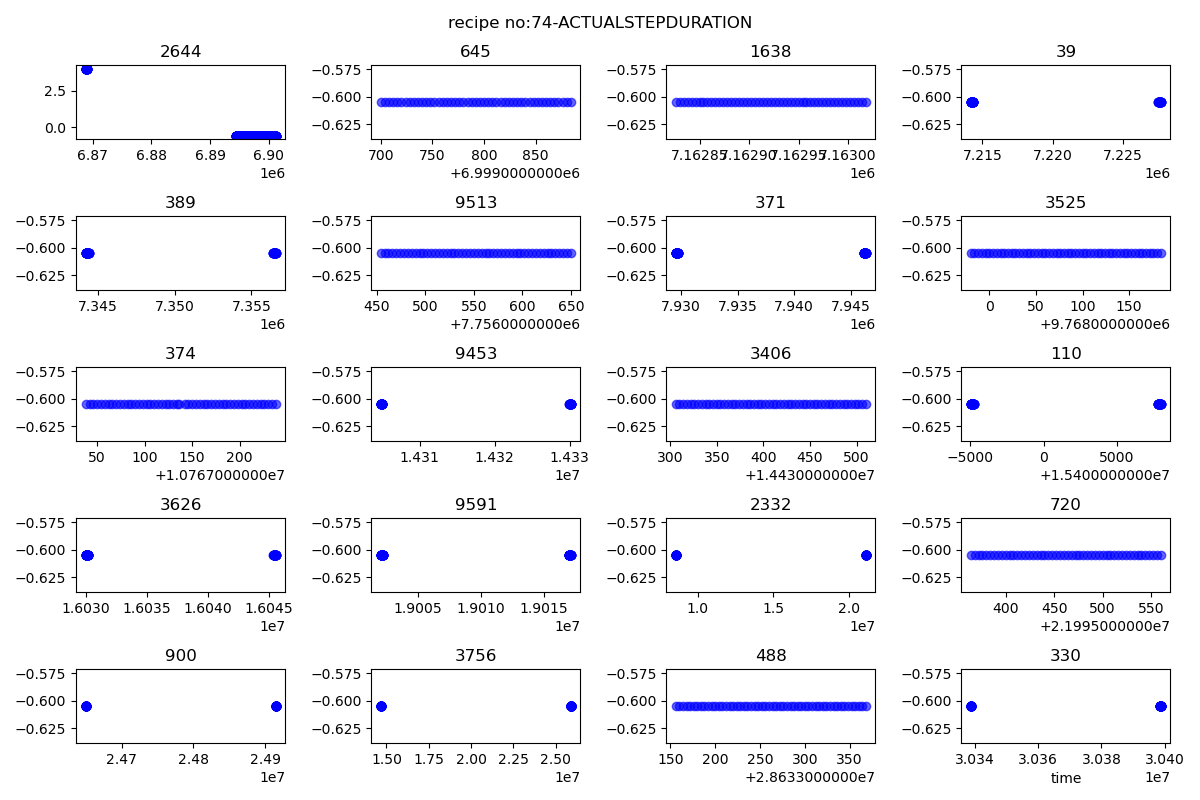 recipe no:74-ACTUALSTEPDURATION
2644
2.5
0.0
6.87 6.88 6.89 6.90
1e6
645
−0.575
−0.600
−0.625
700 750 800 850
+6.9990000000e6
1638
−0.575
−0.600
−0.625
7.16285 7.16290 7.16295 7.16300
1e6
39
−0.575
−0.600
−0.625
7.215 7.220 7.225
1e6
389
−0.575
−0.600
−0.625
7.345 7.350 7.355
1e6
9513
−0.575
−0.600
−0.625
450 500 550 600 650
+7.7560000000e6
371
−0.575
−0.600
−0.625
7.930 7.935 7.940 7.945
1e6
3525
−0.575
−0.600
−0.625
0 50 100 150
+9.7680000000e6
374
−0.575
−0.600
−0.625
50 100 150 200
+1.0767000000e7
9453
−0.575
−0.600
−0.625
1.431 1.432 1.433
1e7
3406
−0.575
−0.600
−0.625
300 350 400 450 500
+1.4430000000e7
110
−0.575
−0.600
−0.625
−5000 0 5000
+1.5400000000e7
3626
−0.575
−0.600
−0.625
1.6030 1.6035 1.6040 1.6045
1e7
9591
−0.575
−0.600
−0.625
1.9005 1.9010 1.9015
1e7
2332
−0.575
−0.600
−0.625
1.0 1.5 2.0
1e7
720
−0.575
−0.600
−0.625
400 450 500 550
+2.1995000000e7
900
−0.575
−0.600
−0.625
2.47 2.48 2.49
1e7
3756
−0.575
−0.600
−0.625
1.50 1.75 2.00 2.25 2.50
1e7
488
−0.575
−0.600
−0.625
150 200 250 300 350
+2.8633000000e7
330
−0.575
−0.600
−0.625
3.034 3.036 3.038 3.040
time
1e7